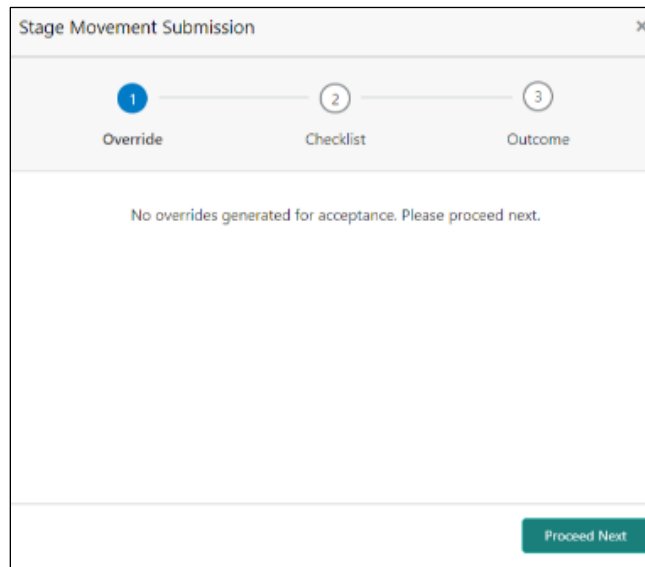 Stage Movement Submission
×
1
2
3
Override
Checklist
Outcome
No overrides generated for acceptance. Please proceed next.
Proceed Next